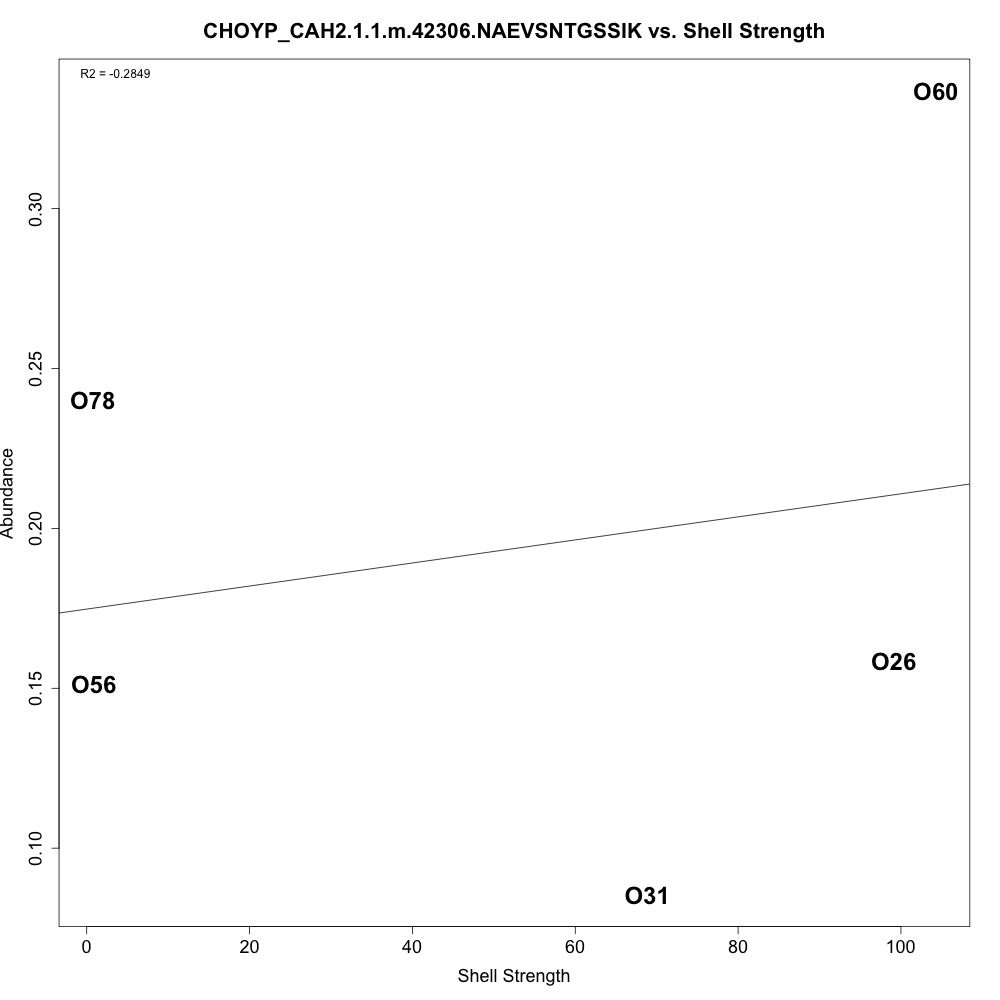 CHOYP_CAH2.1.1.m.42306.NAEVSNTGSSIK vs. Shell Strength
R2 = -0.2849
O60
0.30
0.25
O78
Abundance
0.20
O26
0.15
O56
0.10
O31
0 20 40 60 80 100
Shell Strength